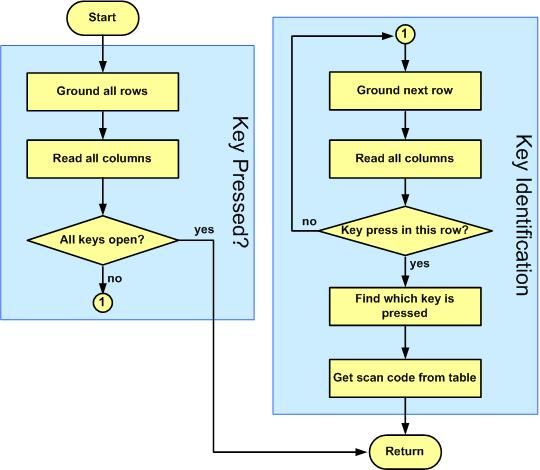 Start
Ground all rows
Read all columns
All keys open?
yes
no
1
Key Pressed?
1
Ground next row
Read all columns
Key press in this row?
no
yes
Find which key is
pressed
Get scan code from table
Key Identification
Return